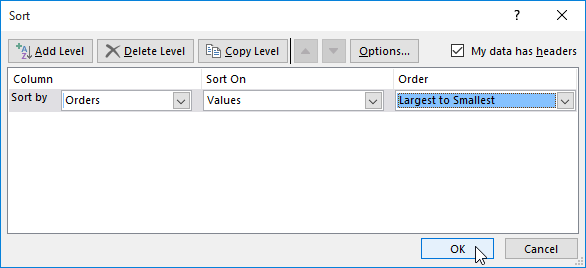 Sort
? X
Add Level Delete Level Copy Level Options... My data has headers
Column Sort On Order
Sort by Orders Values Largest to Smallest
OK Cancel